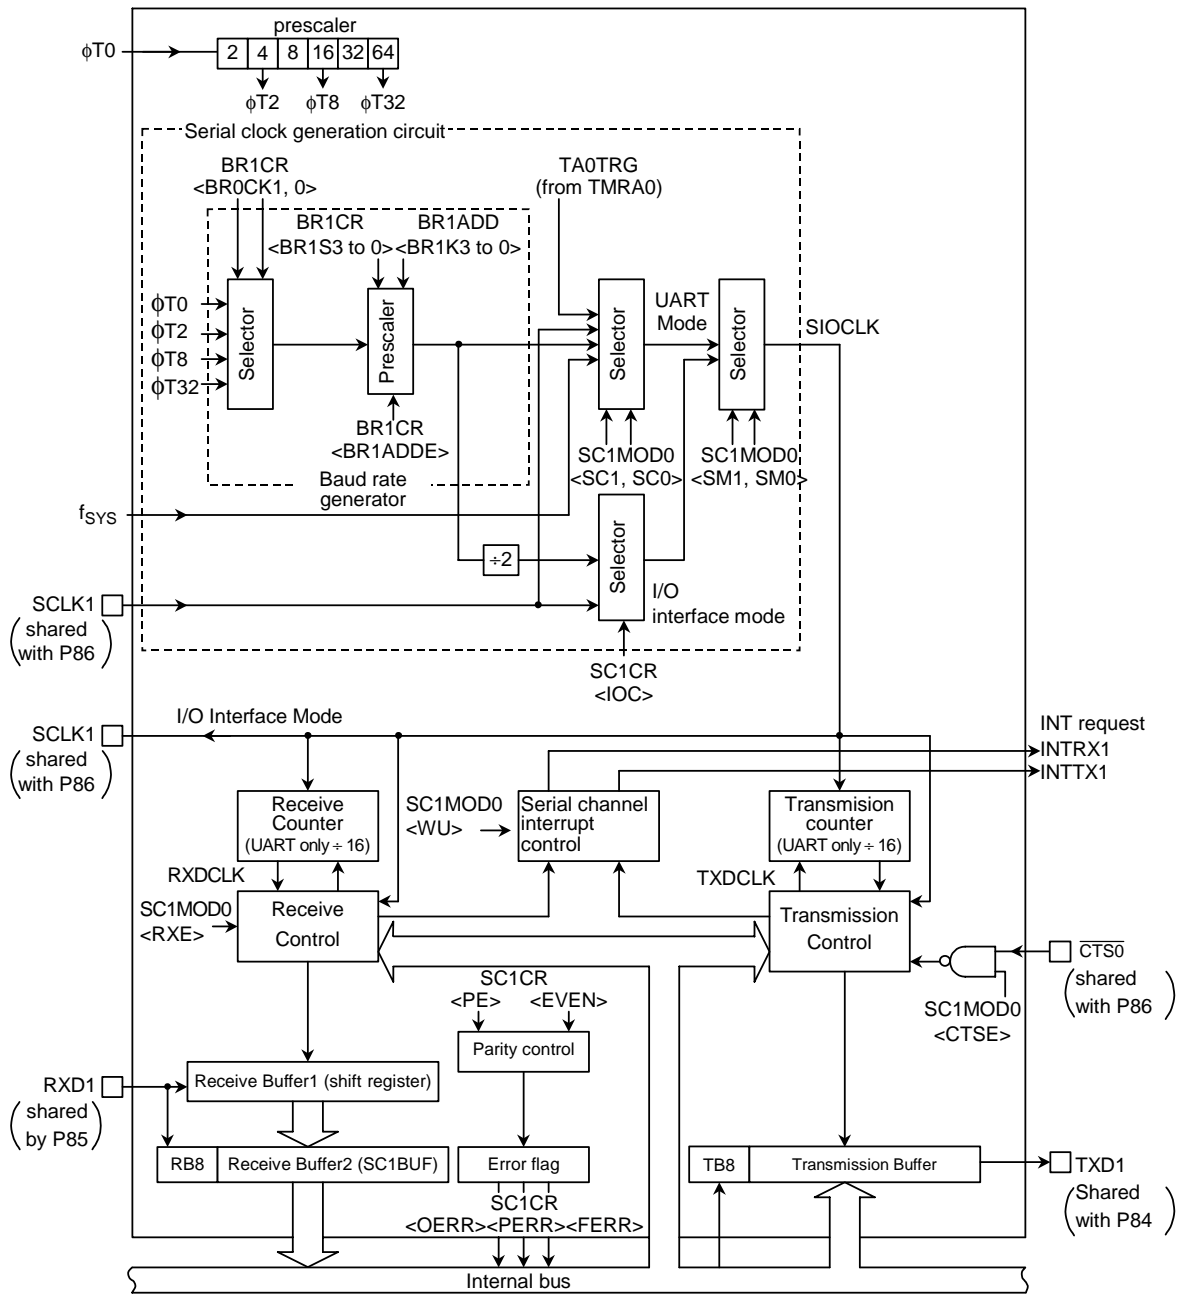 prescaler
ϕT0
2 4 8 16 32 64
ϕT2 ϕT8 ϕT32
Serial clock generation circuit
BR1CR
<BR0CK1, 0>
TA0TRG
(from TMRA0)
BR1CR
<BR1S3 to 0>
BR1ADD
<BR1K3 to 0>
ϕT0
ϕT2
ϕT8
ϕT32
Selector
Prescaler
Selector
UART
Mode
Selector
SIOCLK
BR1CR
<BR1ADDE>
SC1MOD0
<SC1, SC0>
SC1MOD0
<SM1, SM0>
Baud rate
generator
fSYS
÷2
Selector
I/O
interface mode
SCLK1
(shared
with P86)
SC1CR
<IOC>
I/O Interface Mode
SCLK1
(shared
with P86)
INT request
INTRX1
INTTX1
Receive
Counter
(UART only ÷ 16)
SC1MOD0
<WU>
Serial channel
interrupt
control
Transmision
counter
(UART only ÷ 16)
RXDCLK
TXDCLK
SC1MOD0
<RXE>
Receive
Control
Transmission
Control
CTS0
(shared
with P86)
SC1MOD0
<CTSE>
SC1CR
<PE> <EVEN>
Parity control
RXD1
(shared
by P85)
Receive Buffer1 (shift register)
RB8
Receive Buffer2 (SC1BUF)
Error flag
TB8
Transmission Buffer
TXD1
(Shared
with P84)
SC1CR
<OERR><PERR><FERR>
Internal bus